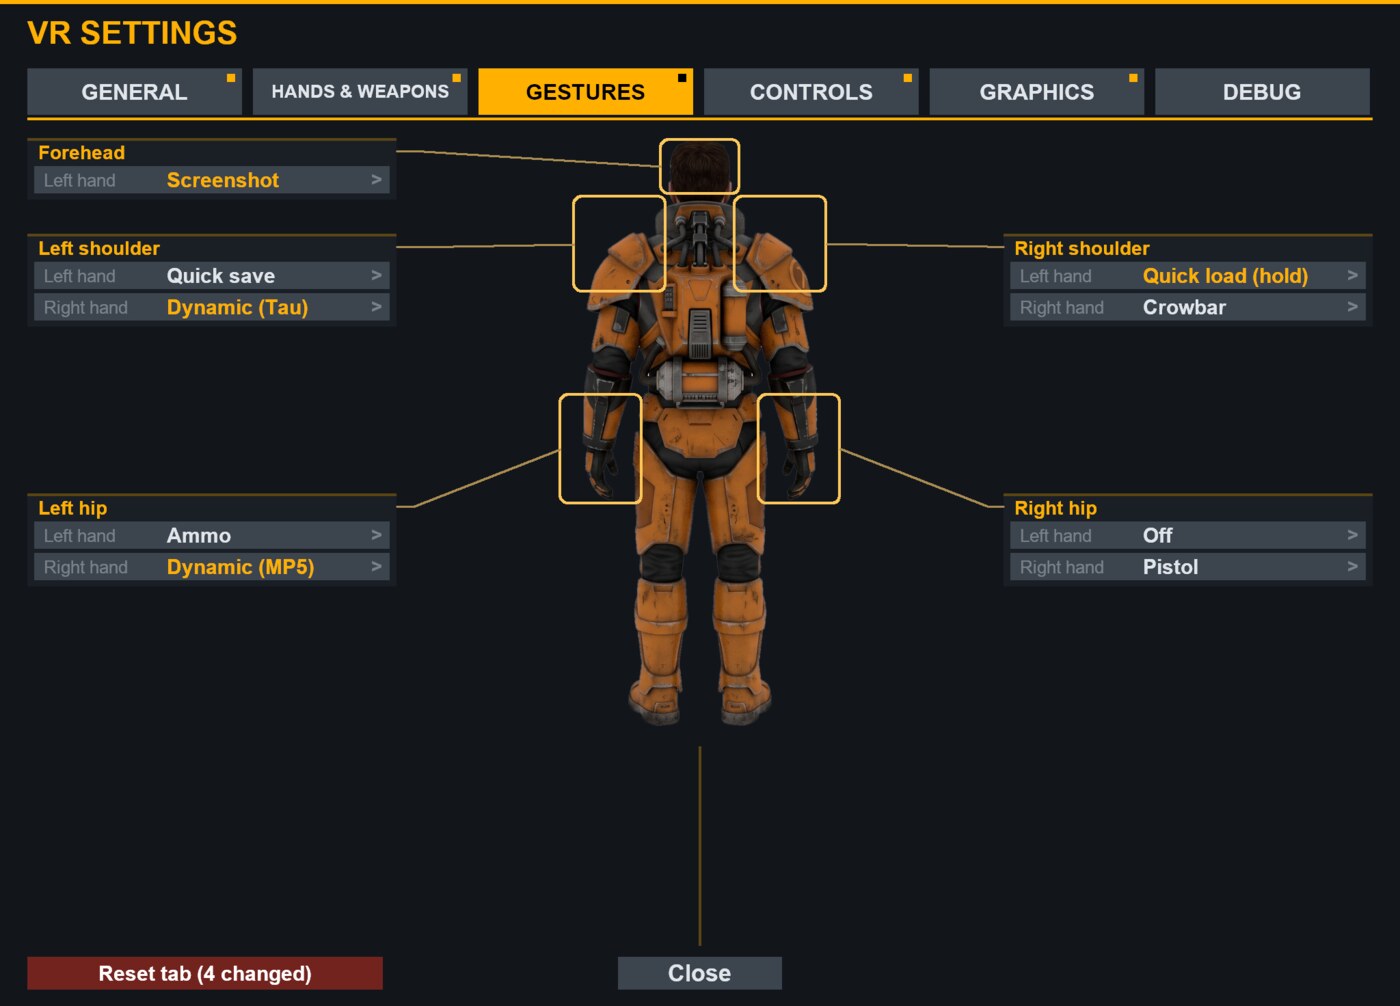 VR SETTINGS
GENERAL
HANDS & WEAPONS
GESTURES
CONTROLS
GRAPHICS
DEBUG
Forehead
Left hand Screenshot >
Left shoulder
Left hand Quick save >
Right hand Dynamic (Tau) >
Right shoulder
Left hand Quick load (hold) >
Right hand Crowbar >
Left hip
Left hand Ammo >
Right hand Dynamic (MP5) >
Right hip
Left hand Off >
Right hand Pistol >
Reset tab (4 changed)
Close